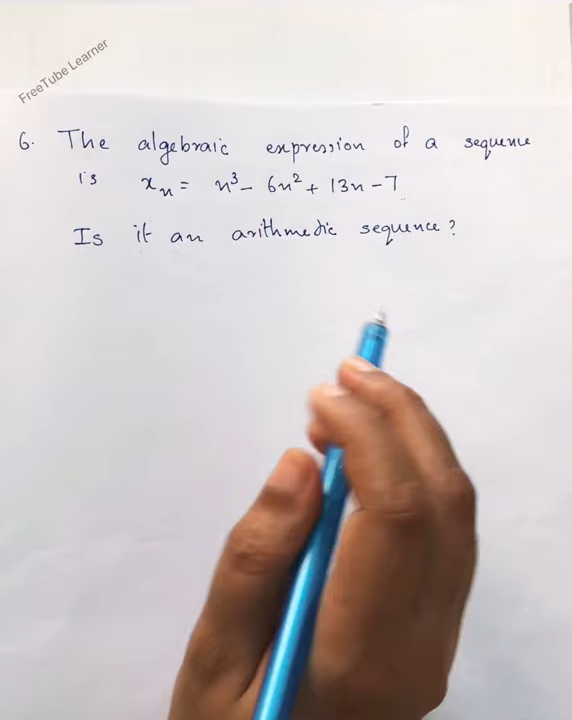 FreeTube Learner
6. The algebraic expression of a sequence
is xₙ = n³ - 6n² + 13n - 7
Is it an arithmetic sequence?